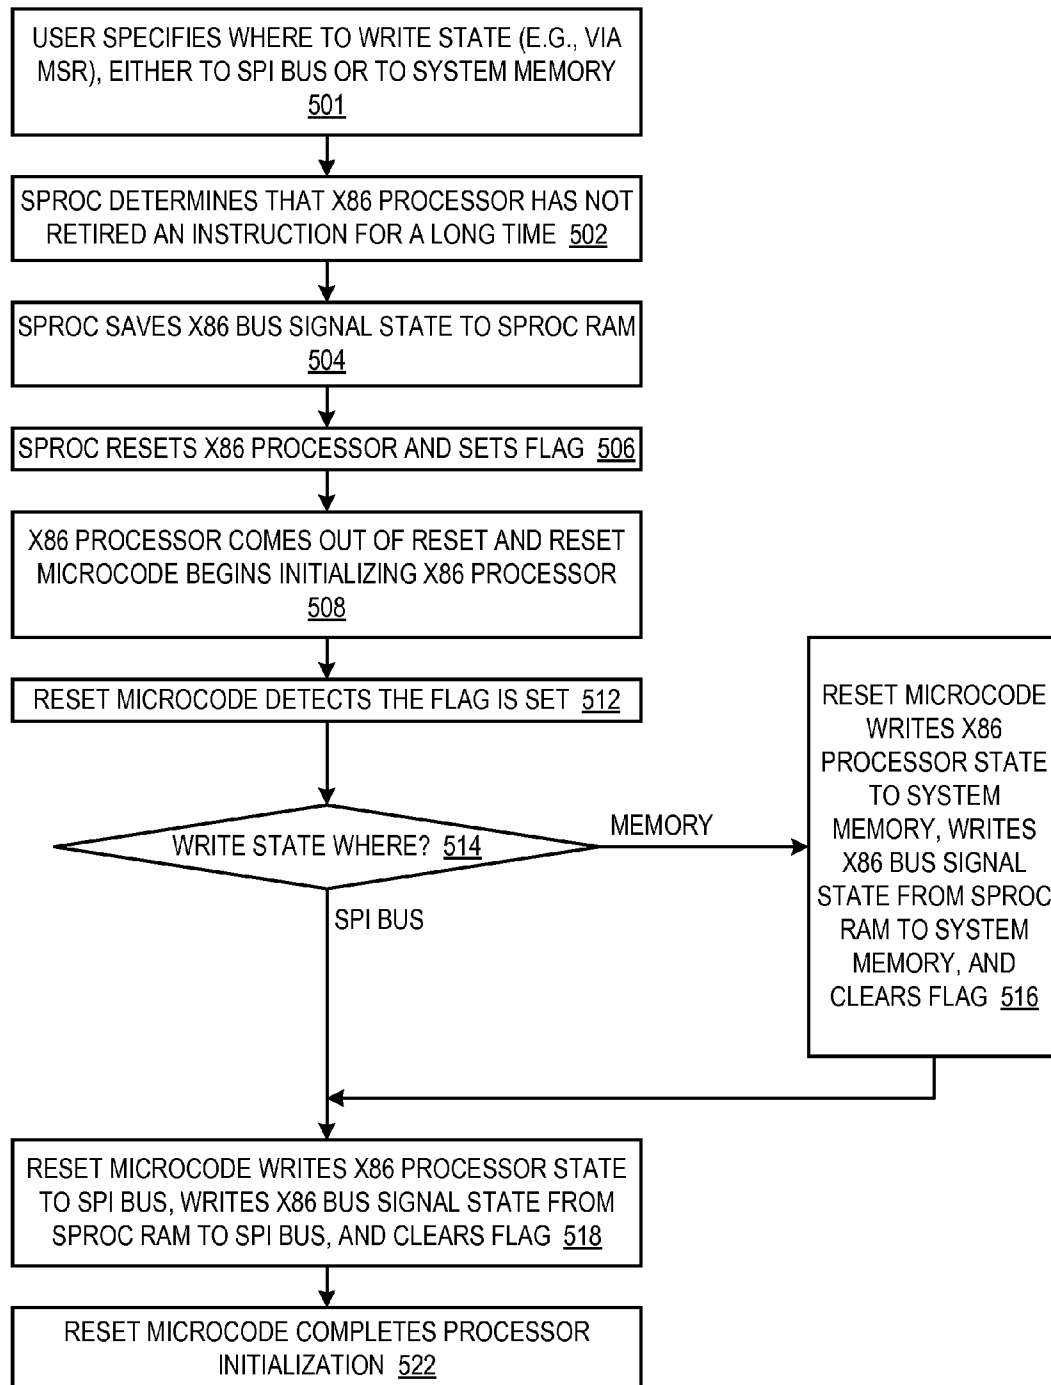 USER SPECIFIES WHERE TO WRITE STATE (E.G., VIA
MSR), EITHER TO SPI BUS OR TO SYSTEM MEMORY
501
SPROC DETERMINES THAT X86 PROCESSOR HAS NOT
RETIRED AN INSTRUCTION FOR A LONG TIME 502
SPROC SAVES X86 BUS SIGNAL STATE TO SPROC RAM
504
SPROC RESETS X86 PROCESSOR AND SETS FLAG 506
X86 PROCESSOR COMES OUT OF RESET AND RESET
MICROCODE BEGINS INITIALIZING X86 PROCESSOR
508
RESET MICROCODE DETECTS THE FLAG IS SET 512
WRITE STATE WHERE? 514
MEMORY
SPI BUS
RESET MICROCODE
WRITES X86
PROCESSOR STATE
TO SYSTEM
MEMORY, WRITES
X86 BUS SIGNAL
STATE FROM SPROC
RAM TO SYSTEM
MEMORY, AND
CLEARS FLAG 516
RESET MICROCODE WRITES X86 PROCESSOR STATE
TO SPI BUS, WRITES X86 BUS SIGNAL STATE FROM
SPROC RAM TO SPI BUS, AND CLEARS FLAG 518
RESET MICROCODE COMPLETES PROCESSOR
INITIALIZATION 522